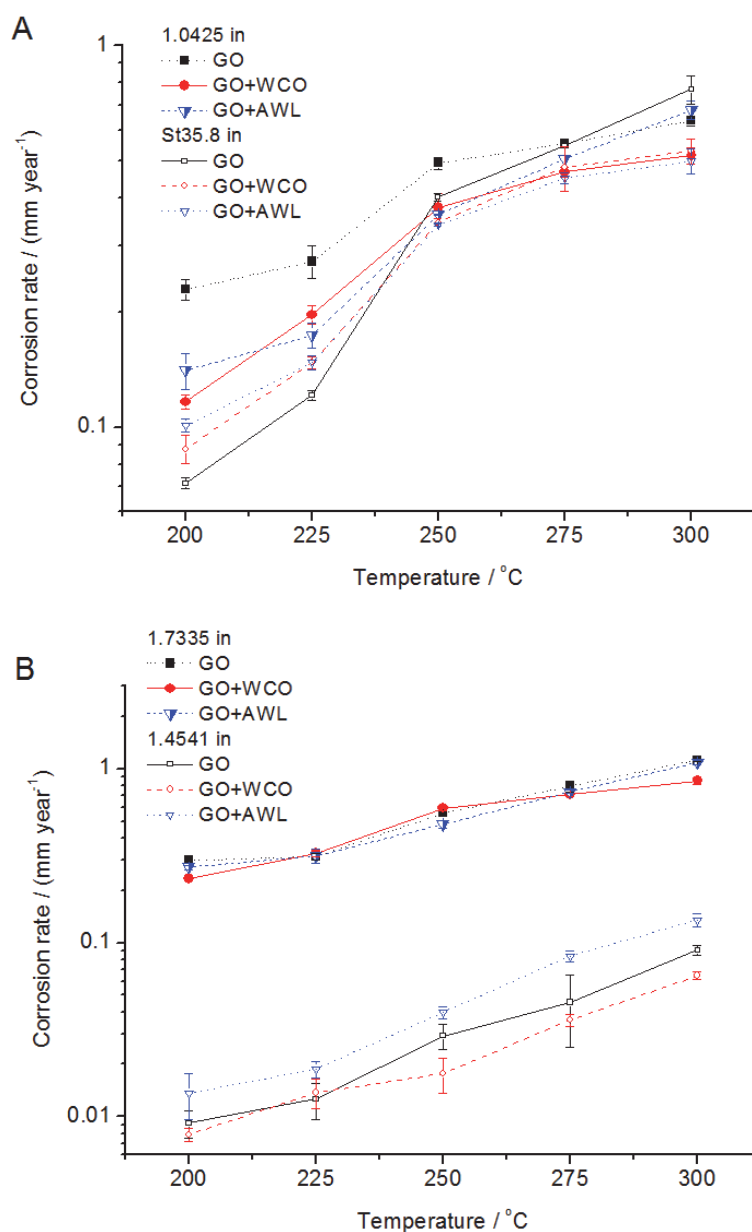 A
1.0425 in
GO
GO+WCO
GO+AWL
St35.8 in
GO
GO+WCO
GO+AWL
1
0.1
Corrosion rate / (mm year⁻¹)
200 225 250 275 300
Temperature / °C
B
1.7335 in
GO
GO+WCO
GO+AWL
1.4541 in
GO
GO+WCO
GO+AWL
1
0.1
0.01
Corrosion rate / (mm year⁻¹)
200 225 250 275 300
Temperature / °C